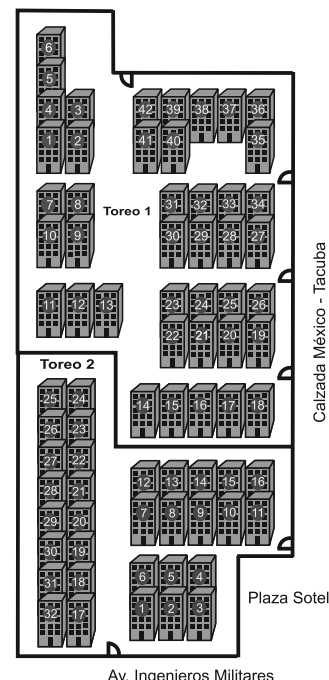 6
5
4 3 42 39 38 37 36
1 2 41 40 35
7 8 31 32 33 34
Toreo 1
10 9 30 29 28 27
11 12 13 23 24 25 26
22 21 20 19
Toreo 2
25 24 14 15 16 17 18
26 23
27 22 12 13 14 15 16
28 21 7 8 9 10 11
29 20
30 19 6 5 4
31 18
32 17 1 2 3
Calzada México - Tacuba
Plaza Sotel
Av. Ingenieros Militares